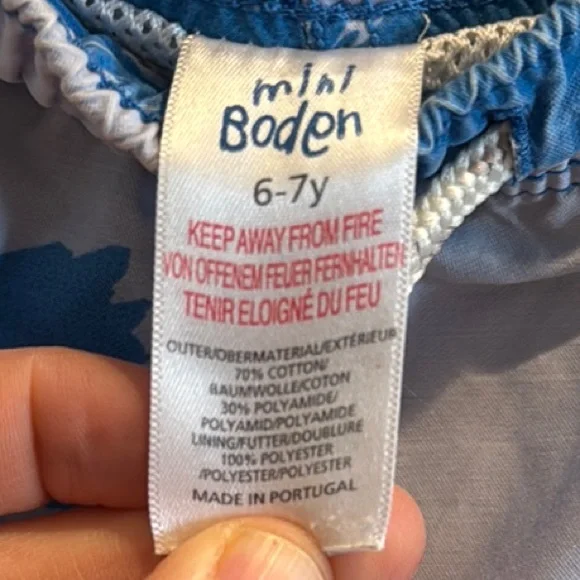 mini
Boden
6-7y
KEEP AWAY FROM FIRE
VON OFFENEM FEUER FERNHALTEN
TENIR ELOIGNÉ DU FEU
OUTER/OBERMATERIAL/EXTÉRIEUR
70% COTTON/
BAUMWOLLE/COTON
30% POLYAMIDE/
POLYAMID/POLYAMIDE
LINING/FUTTER/DOUBLURE
100% POLYESTER
/POLYESTER/POLYESTER
MADE IN PORTUGAL